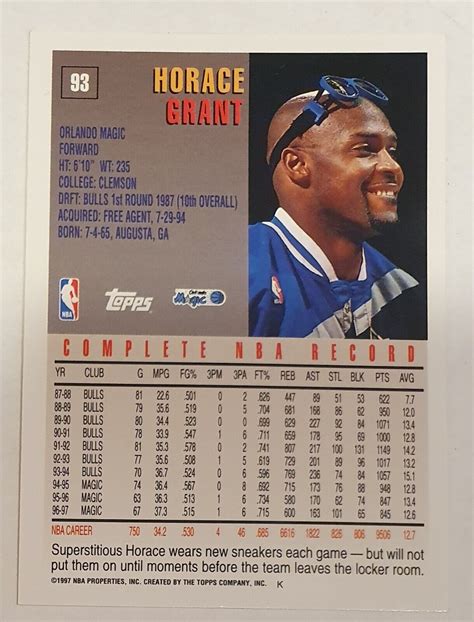 93
HORACE
GRANT
ORLANDO MAGIC
FORWARD
HT: 6'10" WT: 235
COLLEGE: CLEMSON
DRFT: BULLS 1st ROUND 1987 (10th OVERALL)
ACQUIRED: FREE AGENT, 7-29-94
BORN: 7-4-65, AUGUSTA, GA
NBA
TOPPS
Orlando
Magic
COMPLETE NBA RECORD
YR CLUB G MPG FG% 3PM 3PA FT% REB AST STL BLK PTS AVG
87-88 BULLS 81 22.6 .501 0 2 .626 447 89 51 53 622 7.7
88-89 BULLS 79 35.6 .519 0 5 .704 681 168 86 62 950 12.0
89-90 BULLS 80 34.4 .523 0 0 .699 629 227 92 84 1071 13.4
90-91 BULLS 78 33.9 .547 1 6 .711 659 178 95 69 1000 12.8
91-92 BULLS 81 35.3 .578 0 2 .741 807 217 100 131 1149 14.2
92-93 BULLS 77 35.6 .508 1 5 .619 729 201 89 96 1017 13.2
93-94 BULLS 70 36.7 .524 0 6 .596 769 236 74 84 1057 15.1
94-95 MAGIC 74 36.4 .567 0 8 .692 715 173 76 88 948 12.8
95-96 MAGIC 63 36.3 .513 1 6 .734 580 170 62 74 847 13.4
96-97 MAGIC 67 37.3 .515 1 6 .715 600 163 101 65 845 12.6
NBA CAREER 750 34.2 .530 4 46 .685 6616 1822 826 806 9506 12.7
Superstitious Horace wears new sneakers each game — but will not
put them on until moments before the team leaves the locker room.
©1997 NBA PROPERTIES, INC. CREATED BY THE TOPPS COMPANY, INC. K